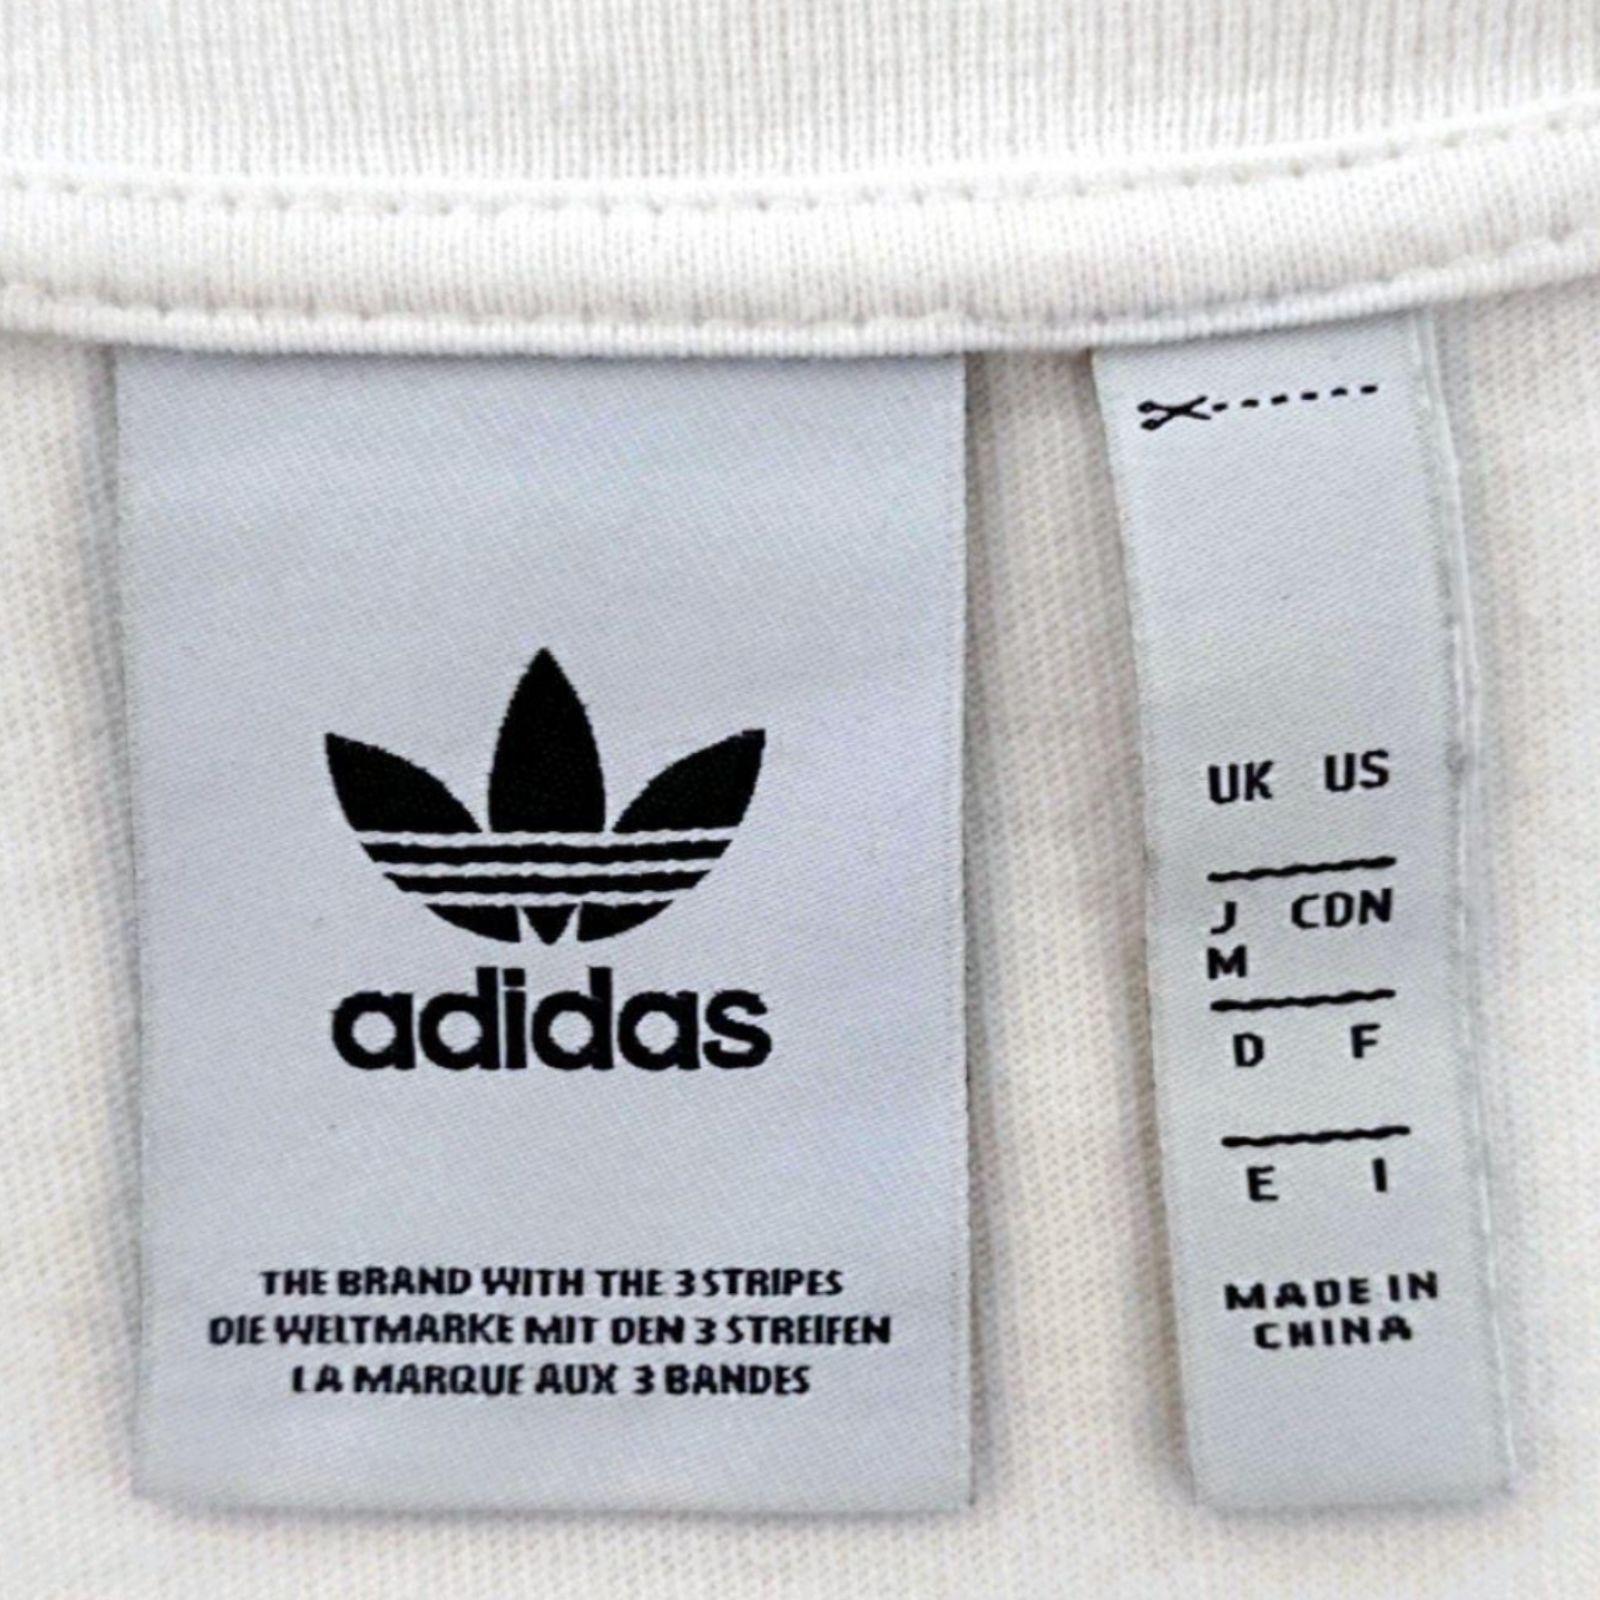 adidas
THE BRAND WITH THE 3 STRIPES
DIE WELTMARKE MIT DEN 3 STREIFEN
LA MARQUE AUX 3 BANDES
UK US
J CDN
M
D F
E I
MADE IN
CHINA